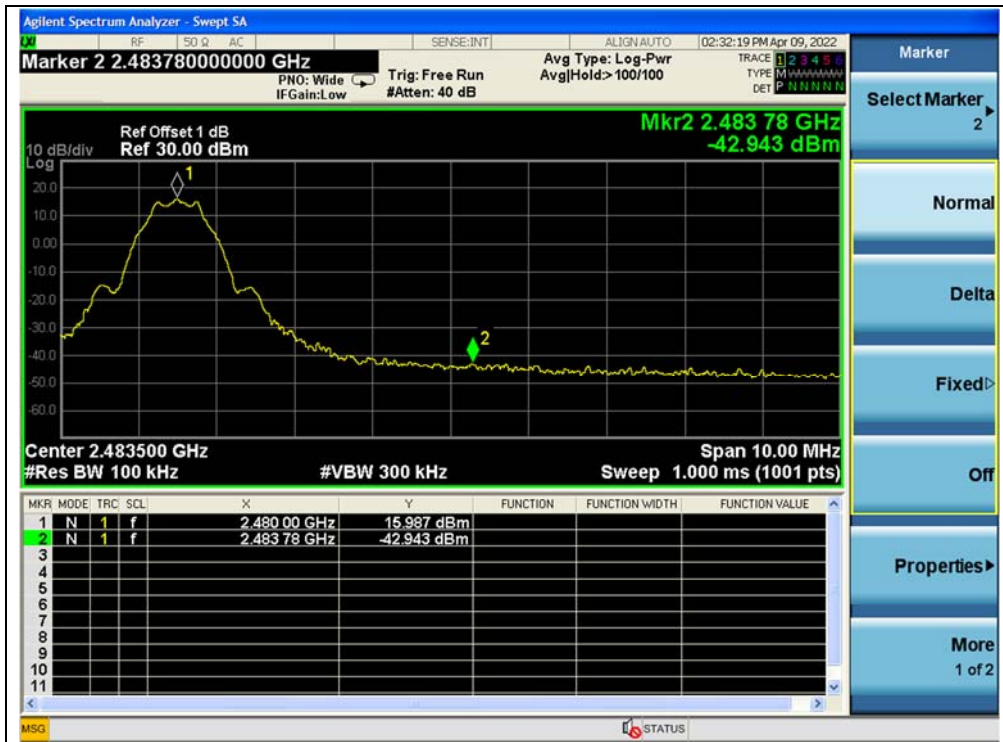 Agilent Spectrum Analyzer - Swept SA
RF 50 Ω AC SENSE:INT ALIGN AUTO 02:32:19 PM Apr 09, 2022
Marker 2 2.483780000000 GHz
PNO: Wide
IFGain:Low
Trig: Free Run
#Atten: 40 dB
Avg Type: Log-Pwr
Avg|Hold:>100/100
TRACE 1 2 3 4 5 6
TYPE M WWWWW
DET P N N N N N
Mkr2 2.483 78 GHz
-42.943 dBm
Ref Offset 1 dB
10 dB/div Ref 30.00 dBm
Log
20.0
10.0
0.00
-10.0
-20.0
-30.0
-40.0
-50.0
-60.0
1
2
Center 2.483500 GHz Span 10.00 MHz
#Res BW 100 kHz #VBW 300 kHz Sweep 1.000 ms (1001 pts)
MKR MODE TRC SCL X Y FUNCTION FUNCTION WIDTH FUNCTION VALUE
1 N 1 f 2.480 00 GHz 15.987 dBm
2 N 1 f 2.483 78 GHz -42.943 dBm
3
4
5
6
7
8
9
10
11
MSG STATUS
Marker
Select Marker
2
Normal
Delta
Fixed
Off
Properties
More
1 of 2